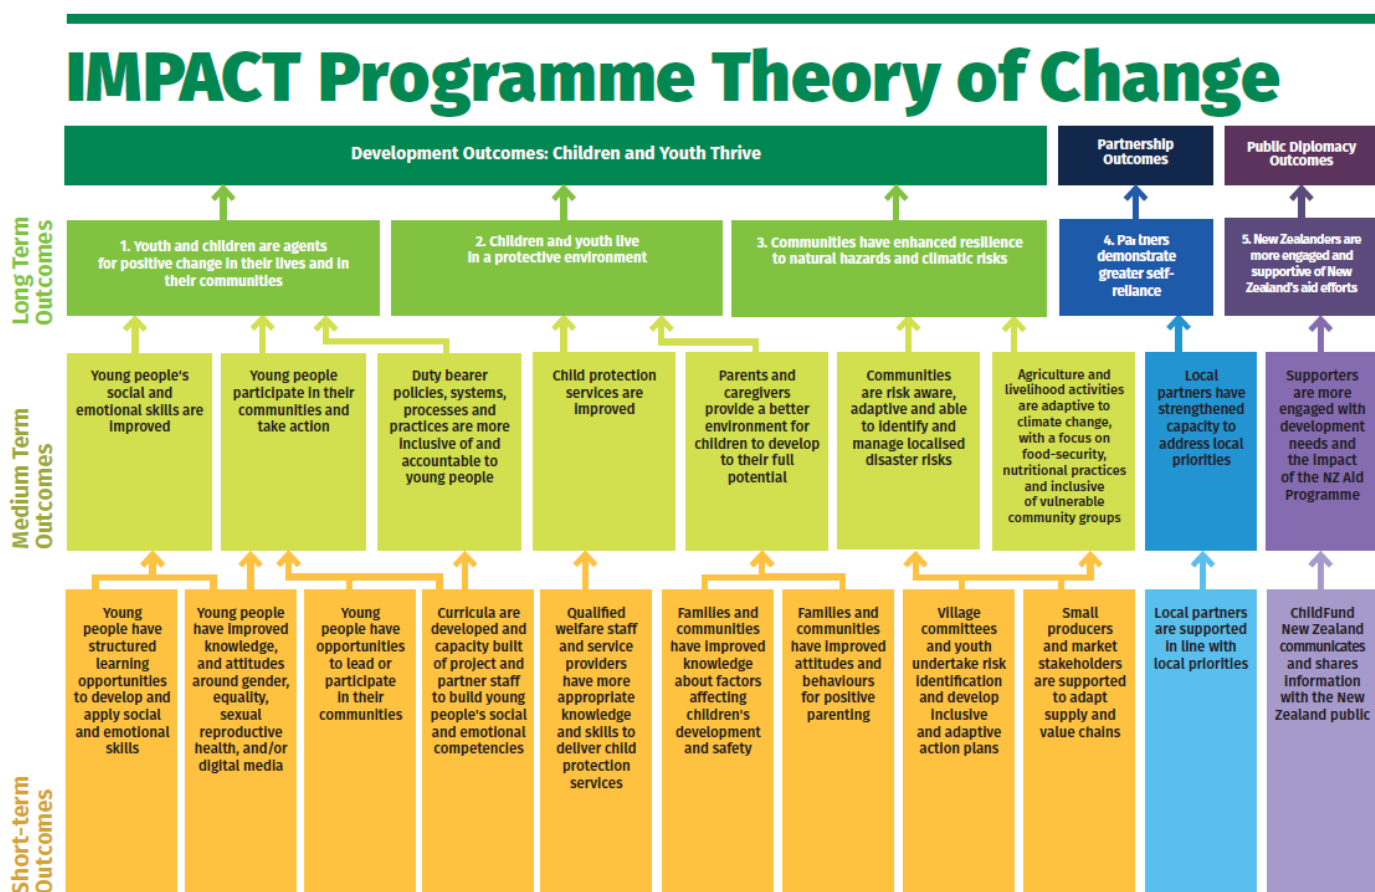 IMPACT Programme Theory of Change
Development Outcomes: Children and Youth Thrive
Partnership
Outcomes
Public Diplomacy
Outcomes
Long Term
Outcomes
1. Youth and children are agents
for positive change in their lives and in
their communities
2. Children and youth live
in a protective environment
3. Communities have enhanced resilience
to natural hazards and climatic risks
4. Partners
demonstrate
greater self-
reliance
5. New Zealanders are
more engaged and
supportive of New
Zealand's aid efforts
Medium Term
Outcomes
Young people's
social and
emotional skills are
improved
Young people
participate in their
communities and
take action
Duty bearer
policies, systems,
processes and
practices are more
inclusive of and
accountable to
young people
Child protection
services are
improved
Parents and
caregivers
provide a better
environment for
children to develop
to their full
potential
Communities
are risk aware,
adaptive and able
to identify and
manage localised
disaster risks
Agriculture and
livelihood activities
are adaptive to
climate change,
with a focus on
food-security,
nutritional practices
and inclusive
of vulnerable
community groups
Local
partners have
strengthened
capacity to
address local
priorities
Supporters
are more
engaged with
development
needs and
the impact
of the NZ Aid
Programme
Short-term
Outcomes
Young
people have
structured
learning
opportunities
to develop and
apply social
and emotional
skills
Young people
have improved
knowledge,
and attitudes
around gender,
equality,
sexual
reproductive
health, and/or
digital media
Young
people have
opportunities
to lead or
participate
in their
communities
Curricula are
developed and
capacity built
of project and
partner staff
to build young
people's social
and emotional
competencies
Qualified
welfare staff
and service
providers
have more
appropriate
knowledge
and skills to
deliver child
protection
services
Families and
communities
have improved
knowledge
about factors
affecting
children's
development
and safety
Families and
communities
have improved
attitudes and
behaviours
for positive
parenting
Village
committees
and youth
undertake risk
identification
and develop
inclusive
and adaptive
action plans
Small
producers
and market
stakeholders
are supported
to adapt
supply and
value chains
Local partners
are supported
in line with
local priorities
ChildFund
New Zealand
communicates
and shares
information
with the New
Zealand public